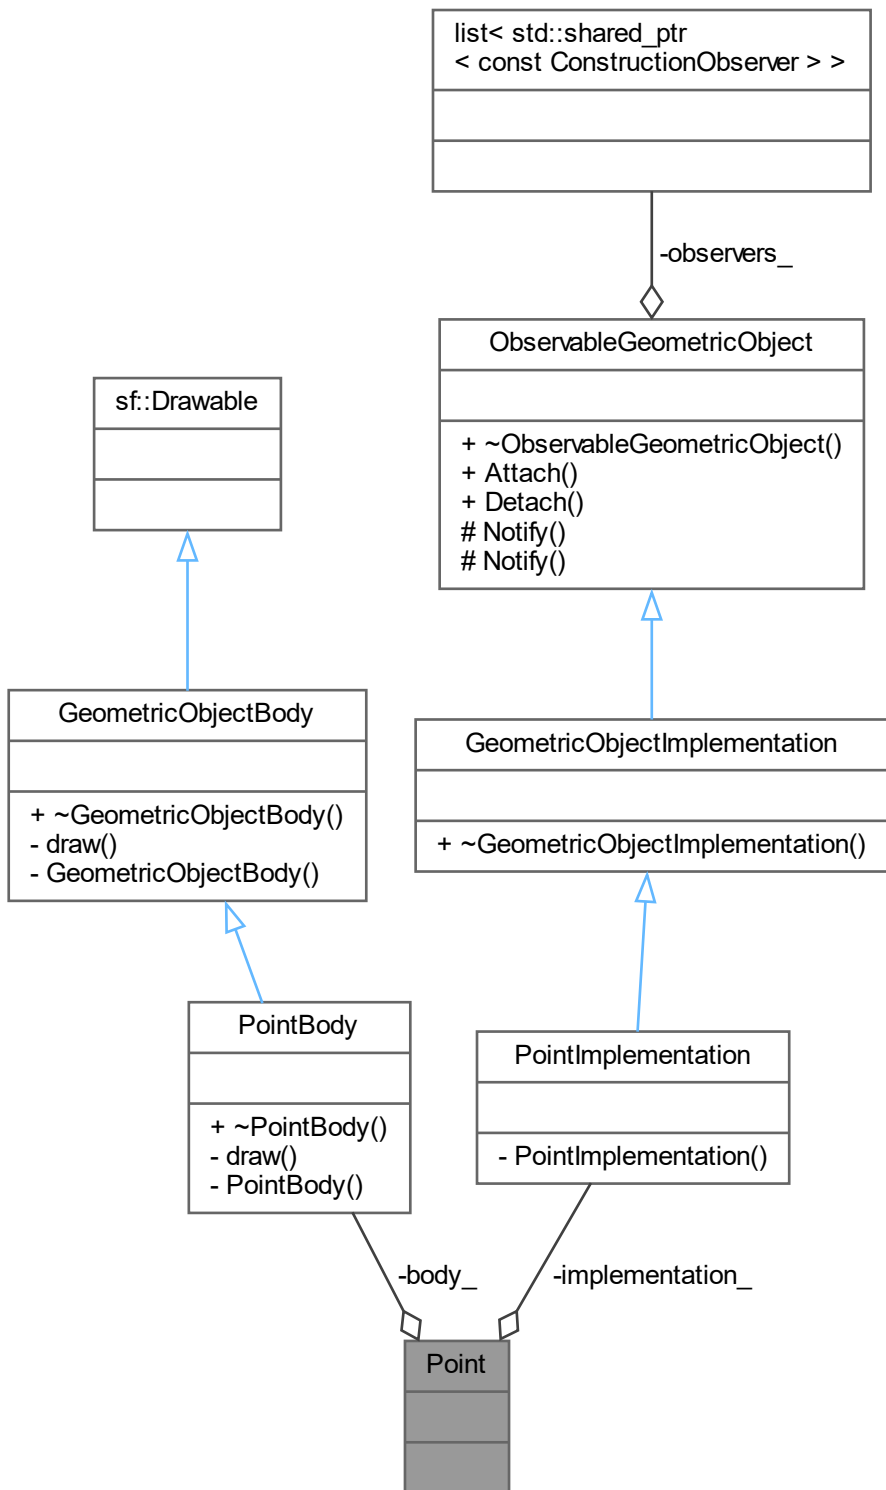 list< std::shared_ptr
< const ConstructionObserver > >
-observers_
ObservableGeometricObject
+ ~ObservableGeometricObject()
+ Attach()
+ Detach()
# Notify()
# Notify()
sf::Drawable
GeometricObjectBody
+ ~GeometricObjectBody()
- draw()
- GeometricObjectBody()
GeometricObjectImplementation
+ ~GeometricObjectImplementation()
PointBody
+ ~PointBody()
- draw()
- PointBody()
PointImplementation
- PointImplementation()
-body_
-implementation_
Point